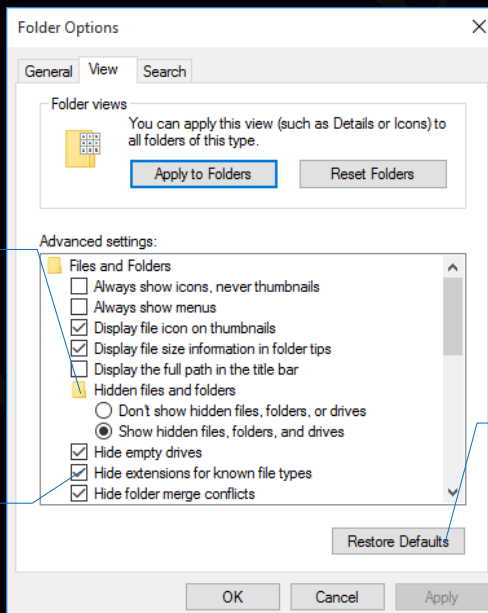 Folder Options
General View Search
Folder views
You can apply this view (such as Details or Icons) to
all folders of this type.
Apply to Folders Reset Folders
Advanced settings:
Files and Folders
Always show icons, never thumbnails
Always show menus
Display file icon on thumbnails
Display file size information in folder tips
Display the full path in the title bar
Hidden files and folders
Don't show hidden files, folders, or drives
Show hidden files, folders, and drives
Hide empty drives
Hide extensions for known file types
Hide folder merge conflicts
Restore Defaults
OK Cancel Apply